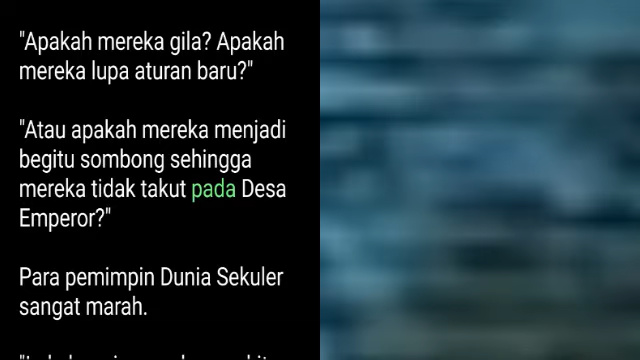 "Apakah mereka gila? Apakah
mereka lupa aturan baru?"
"Atau apakah mereka menjadi
begitu sombong sehingga
mereka tidak takut pada Desa
Emperor?"
Para pemimpin Dunia Sekuler
sangat marah.